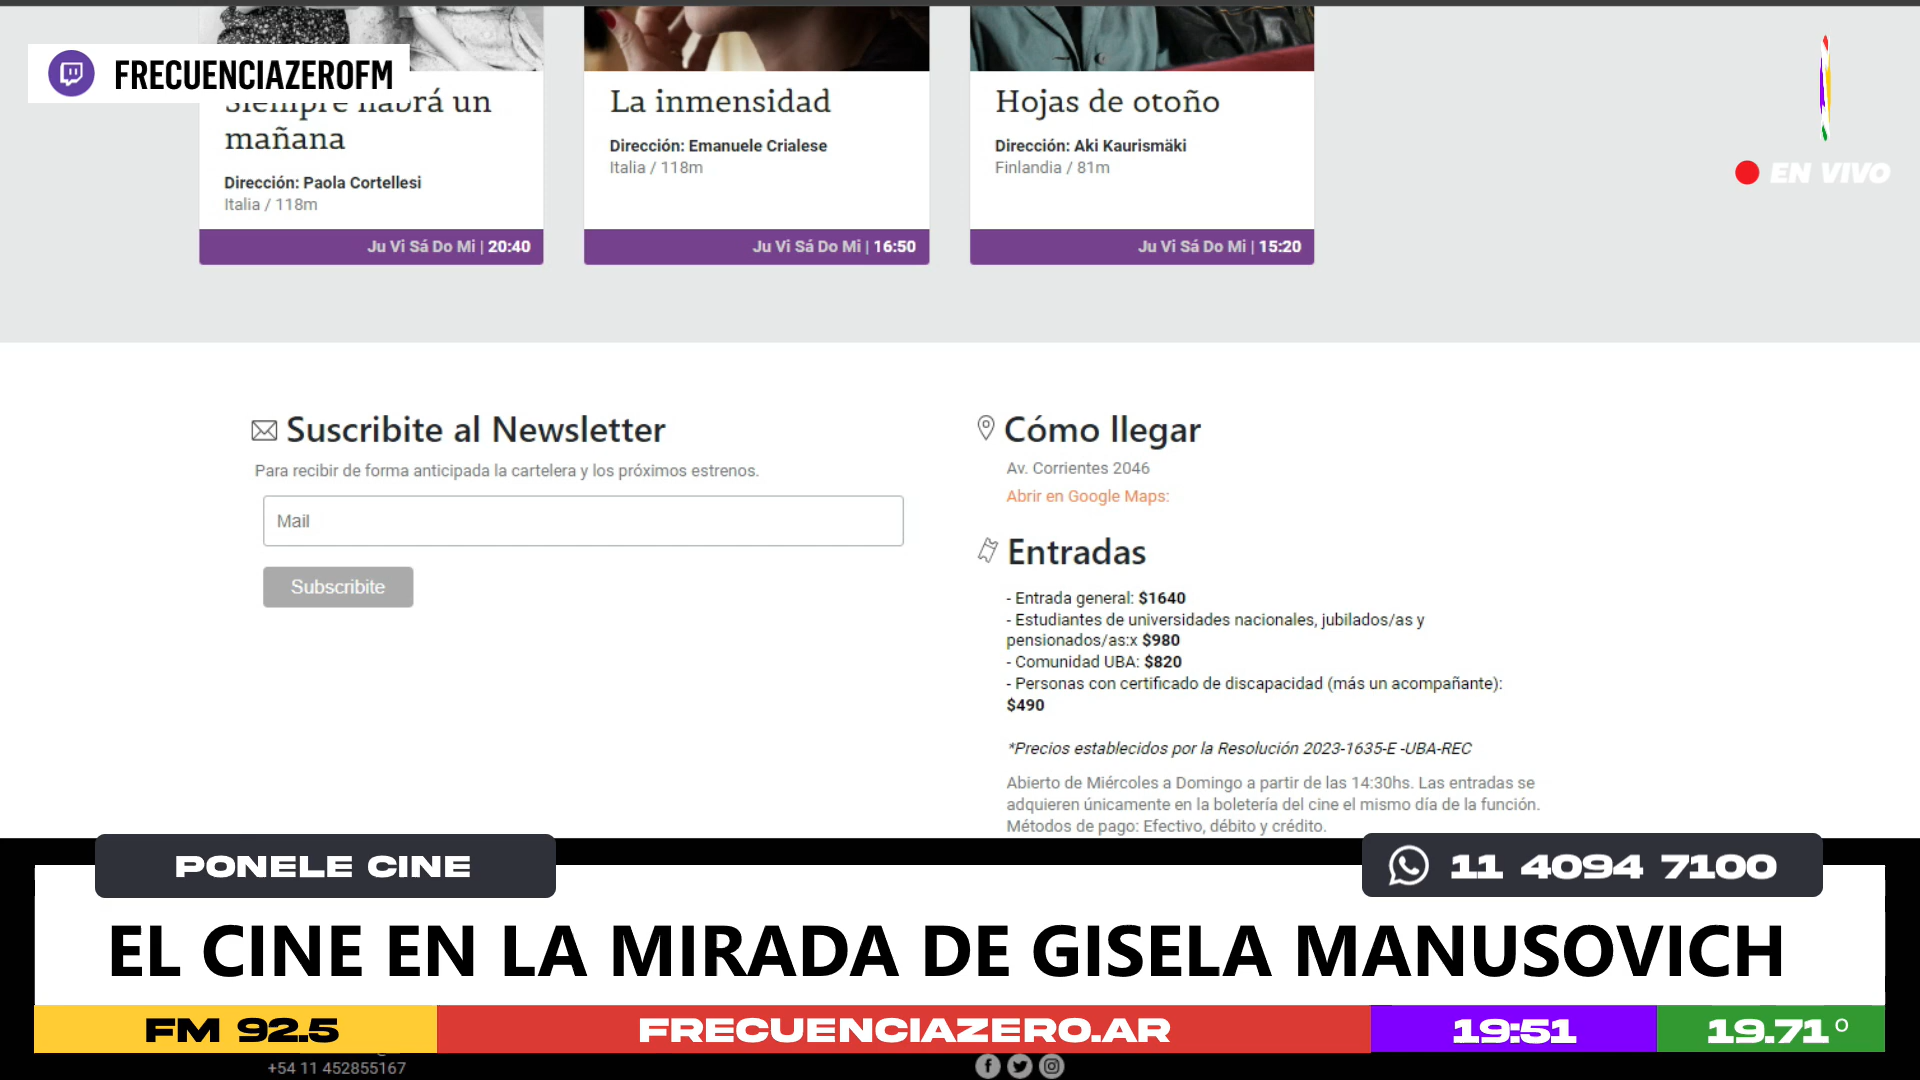 FRECUENCIAZEROFM
EN VIVO
Siempre habrá un
mañana
Dirección: Paola Cortellesi
Italia / 118m
Ju Vi Sá Do Mi | 20:40
La inmensidad
Dirección: Emanuele Crialese
Italia / 118m
Ju Vi Sá Do Mi | 16:50
Hojas de otoño
Dirección: Aki Kaurismäki
Finlandia / 81m
Ju Vi Sá Do Mi | 15:20
Suscribite al Newsletter
Para recibir de forma anticipada la cartelera y los próximos estrenos.
Mail
Subscribite
Cómo llegar
Av. Corrientes 2046
Abrir en Google Maps:
Entradas
- Entrada general: $1640
- Estudiantes de universidades nacionales, jubilados/as y
pensionados/as:x $980
- Comunidad UBA: $820
- Personas con certificado de discapacidad (más un acompañante):
$490
*Precios establecidos por la Resolución 2023-1635-E -UBA-REC
Abierto de Miércoles a Domingo a partir de las 14:30hs. Las entradas se
adquieren únicamente en la boletería del cine el mismo día de la función.
Métodos de pago: Efectivo, débito y crédito.
PONELE CINE
11 4094 7100
EL CINE EN LA MIRADA DE GISELA MANUSOVICH
FM 92.5
FRECUENCIAZERO.AR
19:51
19.71°
+54 11 452855167